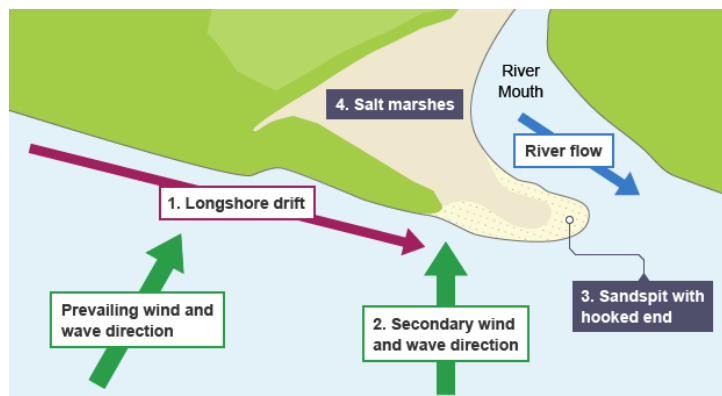 River
Mouth
4. Salt marshes
River flow
1. Longshore drift
Prevailing wind and
wave direction
2. Secondary wind
and wave direction
3. Sandspit with
hooked end